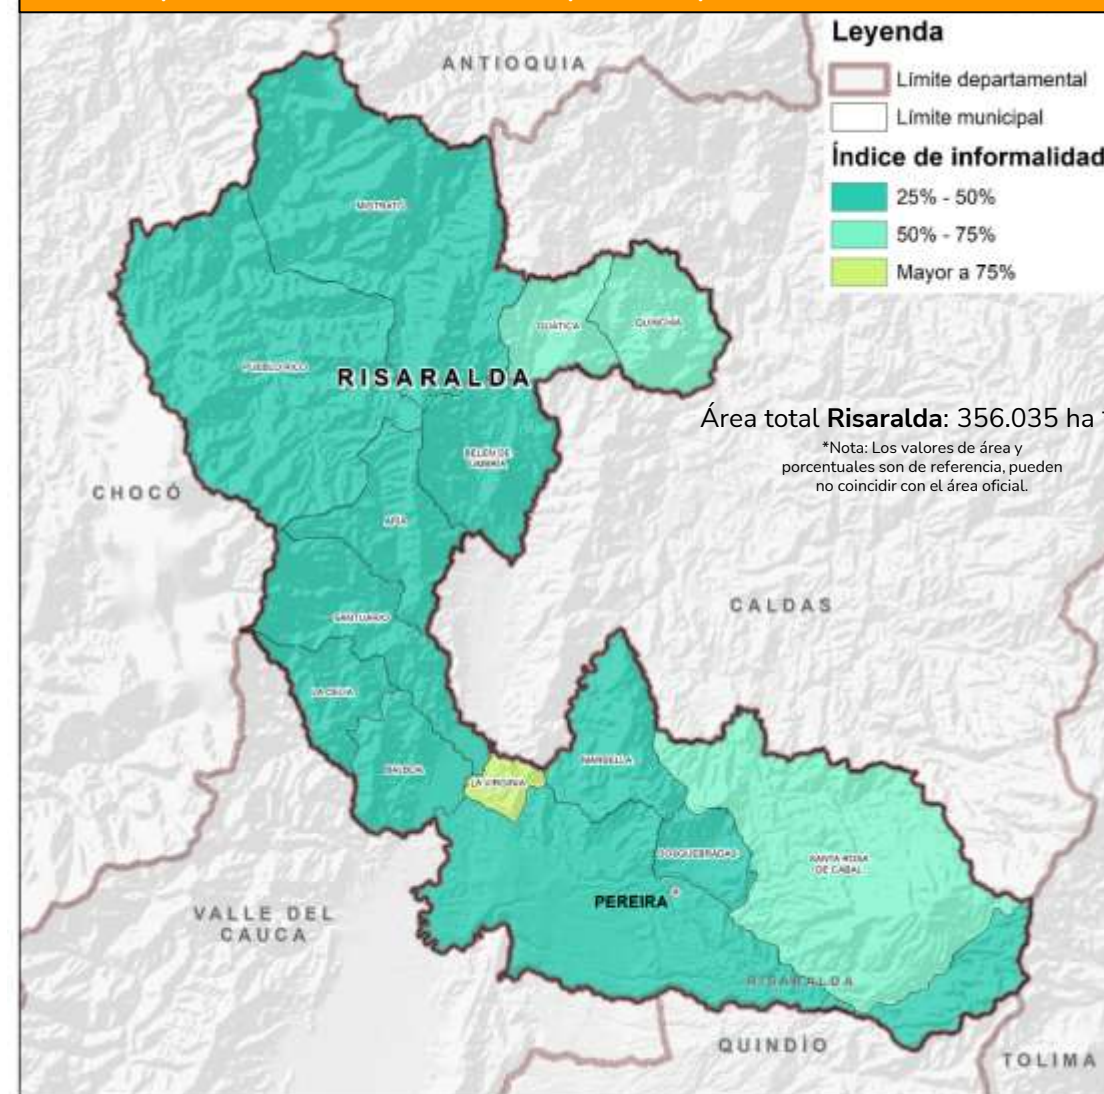 Leyenda
Límite departamental
Límite municipal
Índice de informalidad
25% - 50%
50% - 75%
Mayor a 75%
ANTIOQUIA
MISTRATÓ
GUÁTICA
QUINCHÍA
PUEBLO RICO
RISARALDA
Área total Risaralda: 356.035 ha
*Nota: Los valores de área y
porcentuales son de referencia, pueden
no coincidir con el área oficial.
BELÉN DE
UMBRÍA
CHOCÓ
APÍA
CALDAS
SANTUARIO
LA CELIA
MARSELLA
BALBOA
LA VIRGINIA
DOSQUEBRADAS
SANTA ROSA
DE CABAL
PEREIRA
VALLE DEL
CAUCA
RISARALDA
QUINDÍO
TOLIMA